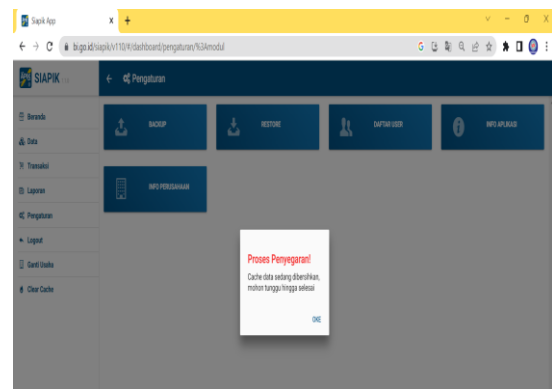 Siapik App
bi.go.id/siapik/v110/#/dashboard/pengaturan/%3Amodul
SIAPIK
Pengaturan
Beranda
Data
Transaksi
Laporan
Pengaturan
Logout
Ganti Usaha
Clear Cache
BACKUP
RESTORE
DAFTAR USER
INFO APLIKASI
INFO PERUSAHAAN
Proses Penyegaran!
Cache data sedang dibersihkan,
mohon tunggu hingga selesai
OKE